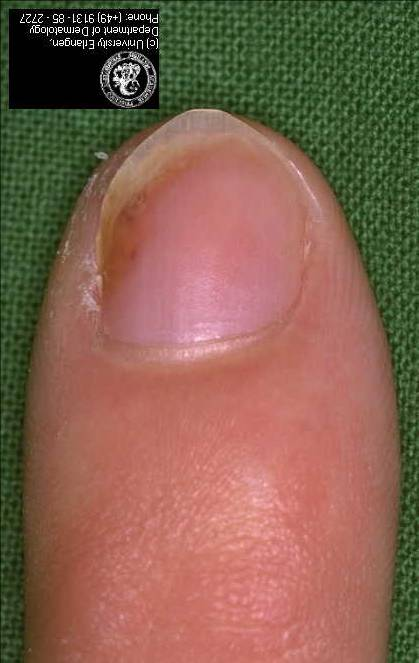 (c) University Erlangen,
Department of Dermatology
Phone: (+49) 9131- 85 - 2727